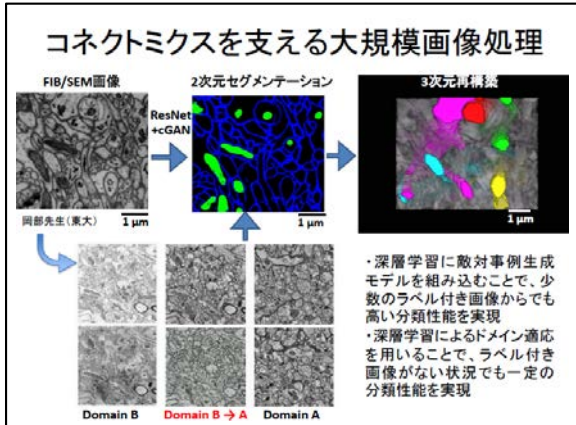 コネクトミクスを支える大規模画像処理
FIB/SEM画像
2次元セグメンテーション
3次元再構築
ResNet
+cGAN
1 μm
1 μm
1 μm
岡部先生(東大)
・深層学習に敵対事例生成
モデルを組み込むことで、少
数のラベル付き画像からでも
高い分類性能を実現
・深層学習によるドメイン適応
を用いることで、ラベル付き
画像がない状況でも一定の
分類性能を実現
Domain B
Domain B → A
Domain A